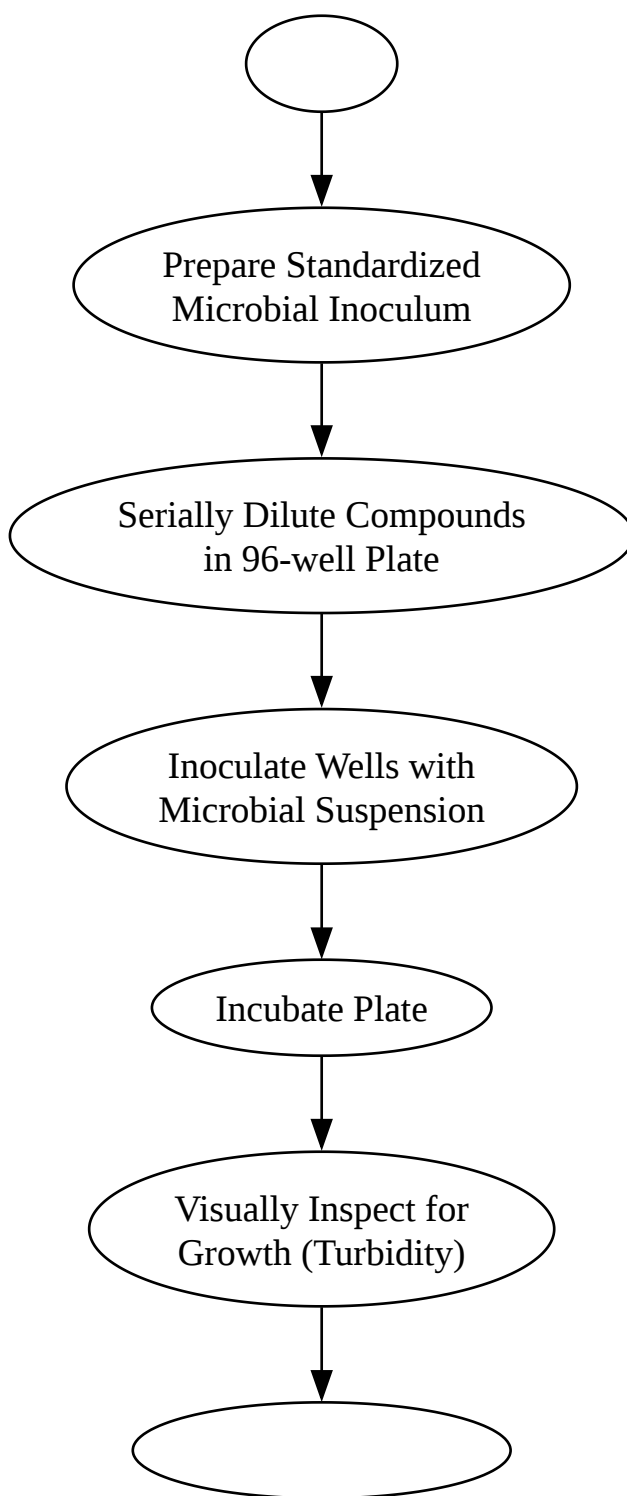 Prepare Standardized
Microbial Inoculum
Serially Dilute Compounds
in 96-well Plate
Inoculate Wells with
Microbial Suspension
Incubate Plate
Visually Inspect for
Growth (Turbidity)